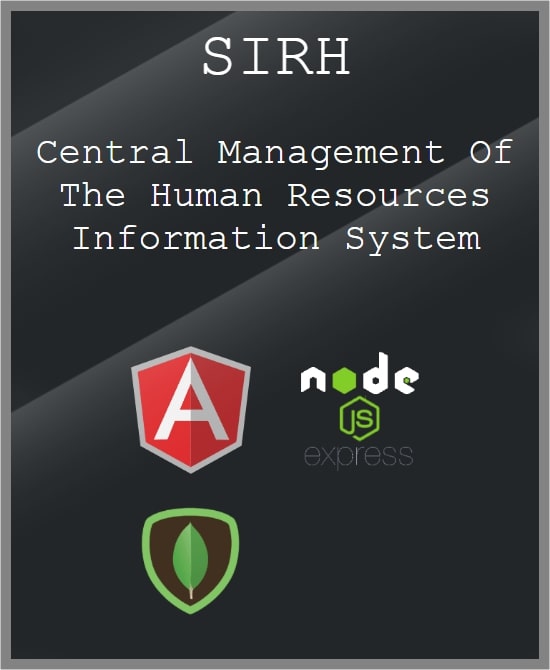 SIRH
Central Management Of
The Human Resources
Information System
A
node
JS
express